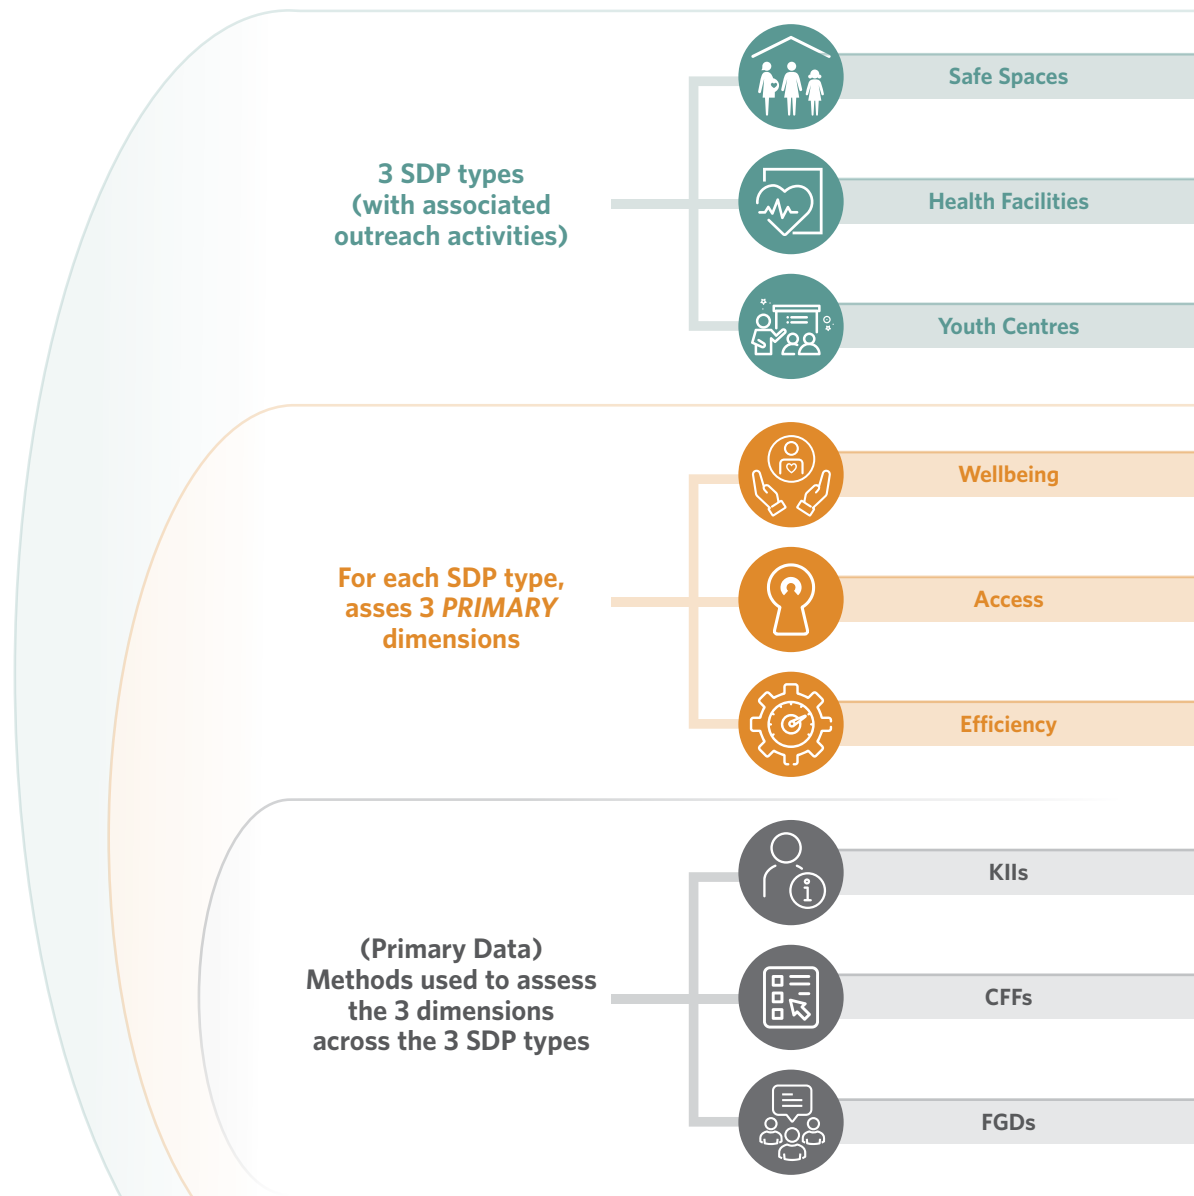 3 SDP types
(with associated
outreach activities)
Safe Spaces
Health Facilities
Youth Centres
For each SDP type,
asses 3 PRIMARY
dimensions
Wellbeing
Access
Efficiency
(Primary Data)
Methods used to assess
the 3 dimensions
across the 3 SDP types
KIIs
CFFs
FGDs